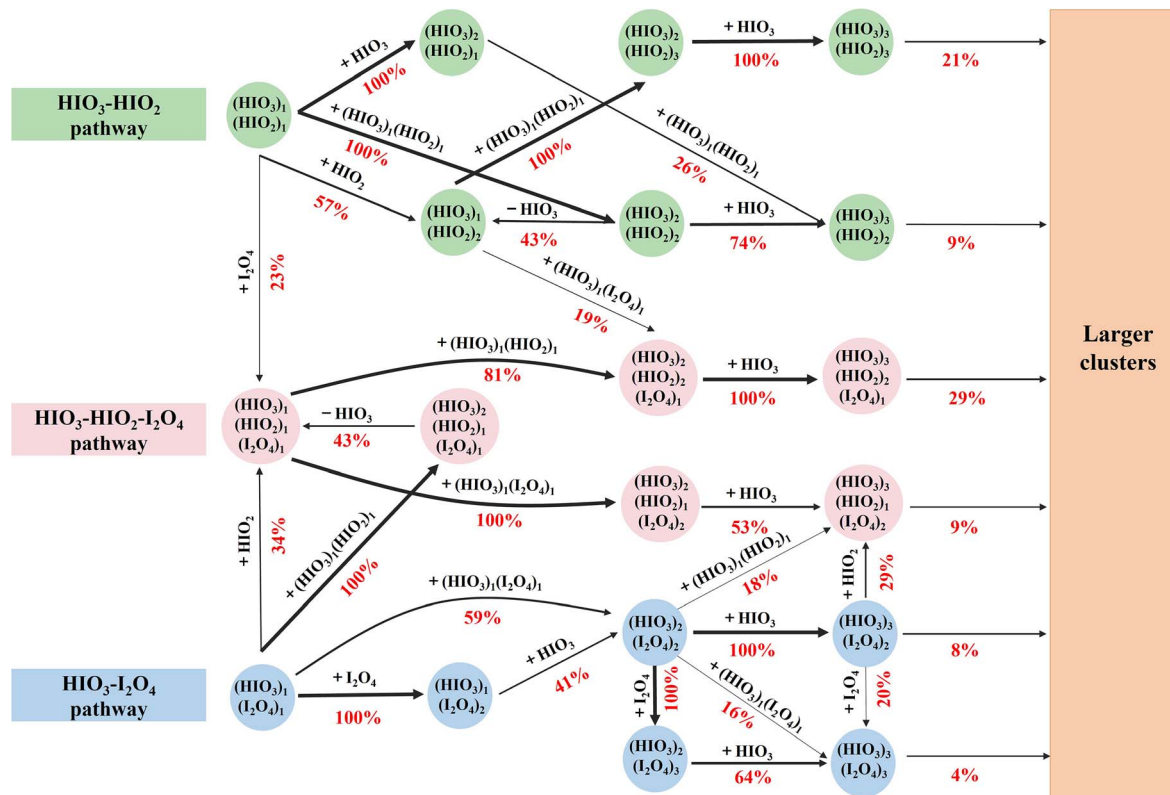 HIO₃-HIO₂
pathway
(HIO₃)₁
(HIO₂)₁
+ HIO₃
100%
(HIO₃)₂
(HIO₂)₁
+ (HIO₃)₁(HIO₂)₁
100%
+ HIO₂
57%
(HIO₃)₁
(HIO₂)₂
+ (HIO₃)₁(HIO₂)₁
100%
(HIO₃)₂
(HIO₂)₃
+ HIO₃
100%
(HIO₃)₃
(HIO₂)₃
21%
+ (HIO₃)₁(HIO₂)₁
26%
− HIO₃
43%
(HIO₃)₂
(HIO₂)₂
+ HIO₃
74%
(HIO₃)₃
(HIO₂)₂
9%
+ I₂O₄
23%
+ (HIO₃)₁(I₂O₄)₁
19%
HIO₃-HIO₂-I₂O₄
pathway
(HIO₃)₁
(HIO₂)₁
(I₂O₄)₁
+ (HIO₃)₁(HIO₂)₁
81%
− HIO₃
43%
(HIO₃)₂
(HIO₂)₁
(I₂O₄)₁
(HIO₃)₂
(HIO₂)₂
(I₂O₄)₁
+ HIO₃
100%
(HIO₃)₃
(HIO₂)₂
(I₂O₄)₁
29%
+ (HIO₃)₁(I₂O₄)₁
100%
(HIO₃)₂
(HIO₂)₁
(I₂O₄)₂
+ HIO₃
53%
(HIO₃)₃
(HIO₂)₁
(I₂O₄)₂
9%
+ HIO₂
34%
+ (HIO₃)₁(HIO₂)₁
100%
HIO₃-I₂O₄
pathway
(HIO₃)₁
(I₂O₄)₁
+ (HIO₃)₁(I₂O₄)₁
59%
+ I₂O₄
100%
(HIO₃)₁
(I₂O₄)₂
+ HIO₃
41%
(HIO₃)₂
(I₂O₄)₂
+ (HIO₃)₁(HIO₂)₁
18%
+ HIO₃
100%
(HIO₃)₃
(I₂O₄)₂
+ HIO₂
29%
8%
+ I₂O₄
100%
+ (HIO₃)₁(I₂O₄)₁
16%
+ I₂O₄
20%
(HIO₃)₂
(I₂O₄)₃
+ HIO₃
64%
(HIO₃)₃
(I₂O₄)₃
4%
Larger
clusters